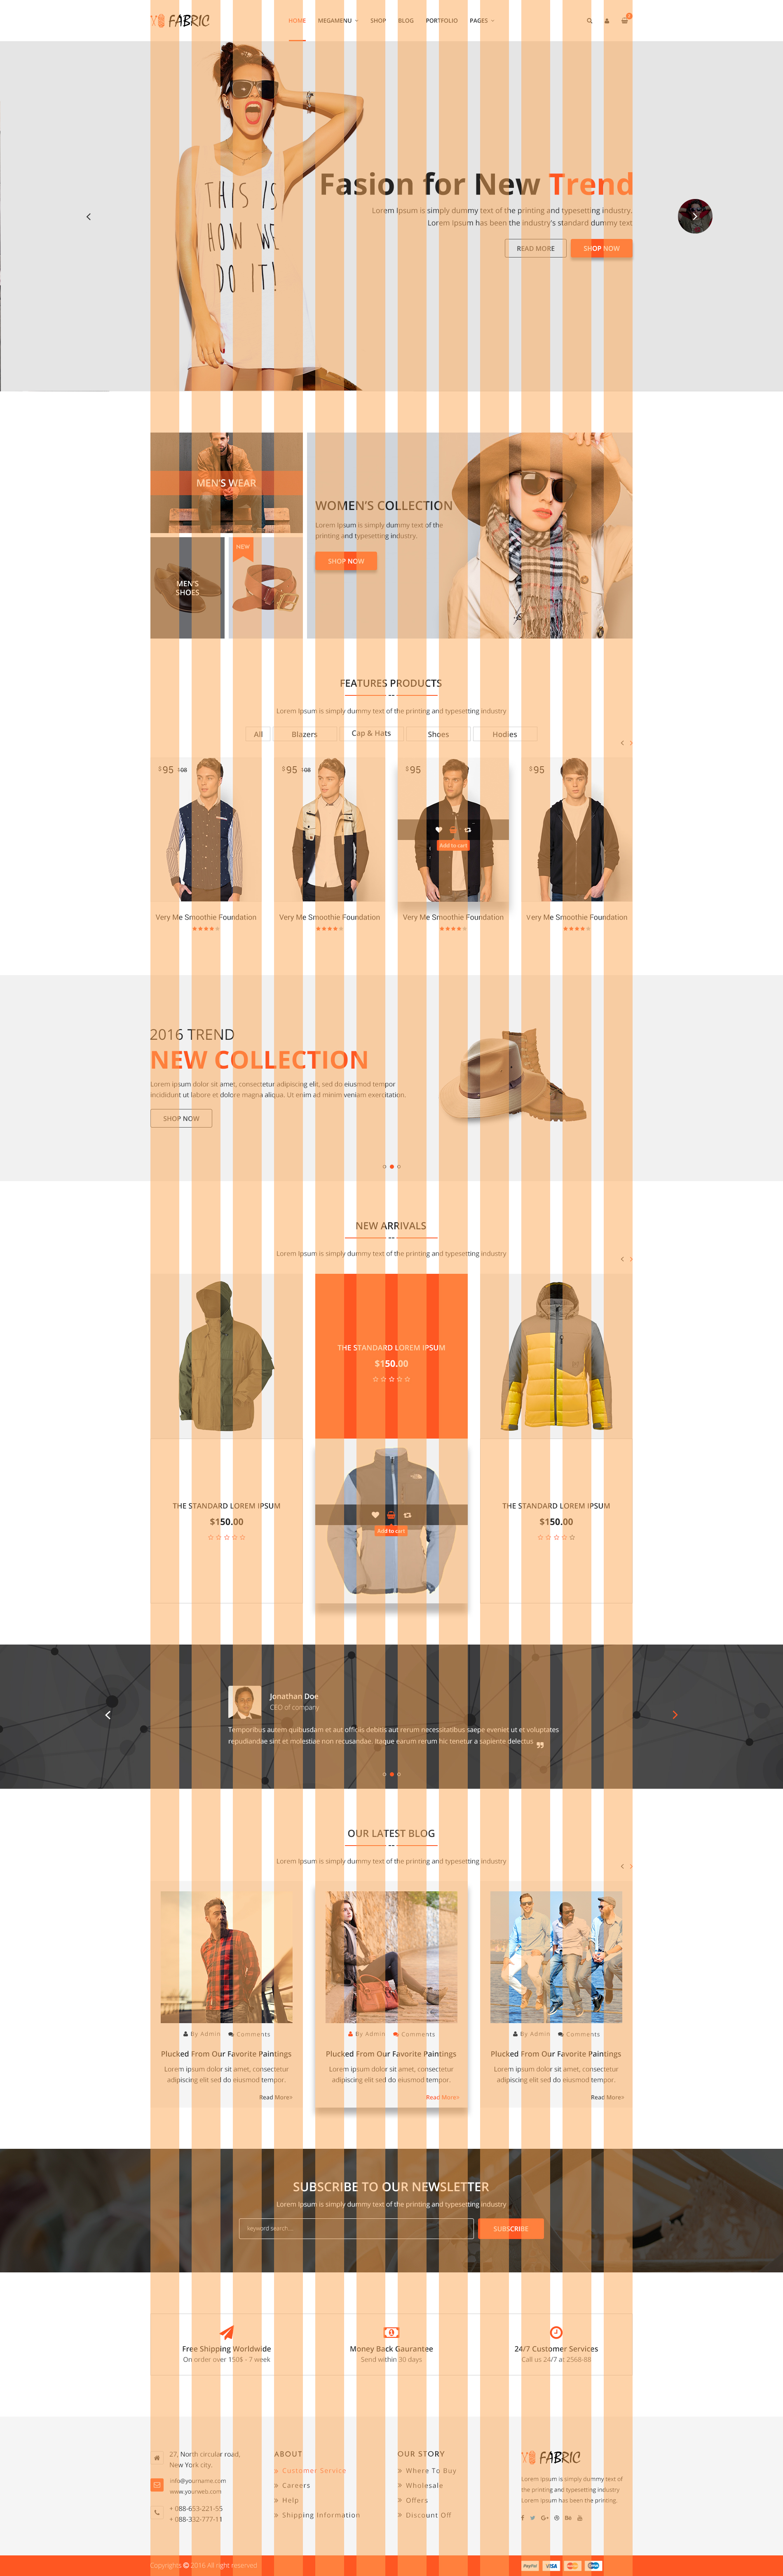 FABRIC
HOME MEGAMENU SHOP BLOG PORTFOLIO PAGES
THIS IS
HOW WE
DO IT!
Fasion for New Trend
Lorem Ipsum is simply dummy text of the printing and typesetting industry.
Lorem Ipsum has been the industry's standard dummy text
READ MORE SHOP NOW
MEN'S WEAR
MEN'S
SHOES
NEW
WOMEN'S COLLECTION
Lorem Ipsum is simply dummy text of the
printing and typesetting industry.
SHOP NOW
FEATURES PRODUCTS
Lorem Ipsum is simply dummy text of the printing and typesetting industry
All Blazers Cap & Hats Shoes Hodies
$95 108 $95 108 $95 $95
Add to cart
Very Me Smoothie Foundation Very Me Smoothie Foundation Very Me Smoothie Foundation Very Me Smoothie Foundation
2016 TREND
NEW COLLECTION
Lorem ipsum dolor sit amet, consectetur adipiscing elit, sed do eiusmod tempor
incididunt ut labore et dolore magna aliqua. Ut enim ad minim veniam exercitation.
SHOP NOW
NEW ARRIVALS
Lorem Ipsum is simply dummy text of the printing and typesetting industry
THE STANDARD LOREM IPSUM
$150.00
THE STANDARD LOREM IPSUM
$150.00
Add to cart
THE STANDARD LOREM IPSUM
$150.00
Jonathan Doe
CEO of company
Temporibus autem quibusdam et aut officiis debitis aut rerum necessitatibus saepe eveniet ut et voluptates
repudiandae sint et molestiae non recusandae. Itaque earum rerum hic tenetur a sapiente delectus
OUR LATEST BLOG
Lorem Ipsum is simply dummy text of the printing and typesetting industry
By Admin Comments By Admin Comments By Admin Comments
Plucked From Our Favorite Paintings Plucked From Our Favorite Paintings Plucked From Our Favorite Paintings
Lorem ipsum dolor sit amet, consectetur Lorem ipsum dolor sit amet, consectetur Lorem ipsum dolor sit amet, consectetur
adipiscing elit sed do eiusmod tempor. adipiscing elit sed do eiusmod tempor. adipiscing elit sed do eiusmod tempor.
Read More> Read More> Read More>
SUBSCRIBE TO OUR NEWSLETTER
Lorem Ipsum is simply dummy text of the printing and typesetting industry
keyword search... SUBSCRIBE
Free Shipping Worldwide
On order over 150$ - 7 week
Money Back Gaurantee
Send within 30 days
24/7 Customer Services
Call us 24/7 at 2568-88
27, North circular road,
New York city.
info@yourname.com
www.yourweb.com
+ 088-653-221-55
+ 088-332-777-11
ABOUT
Customer Service
Careers
Help
Shipping Information
OUR STORY
Where To Buy
Wholesale
Offers
Discount Off
FABRIC
Lorem Ipsum is simply dummy text of
the printing and typesetting industry
Lorem Ipsum has been the printing.
Copyrights © 2016 All right reserved
PayPal VISA